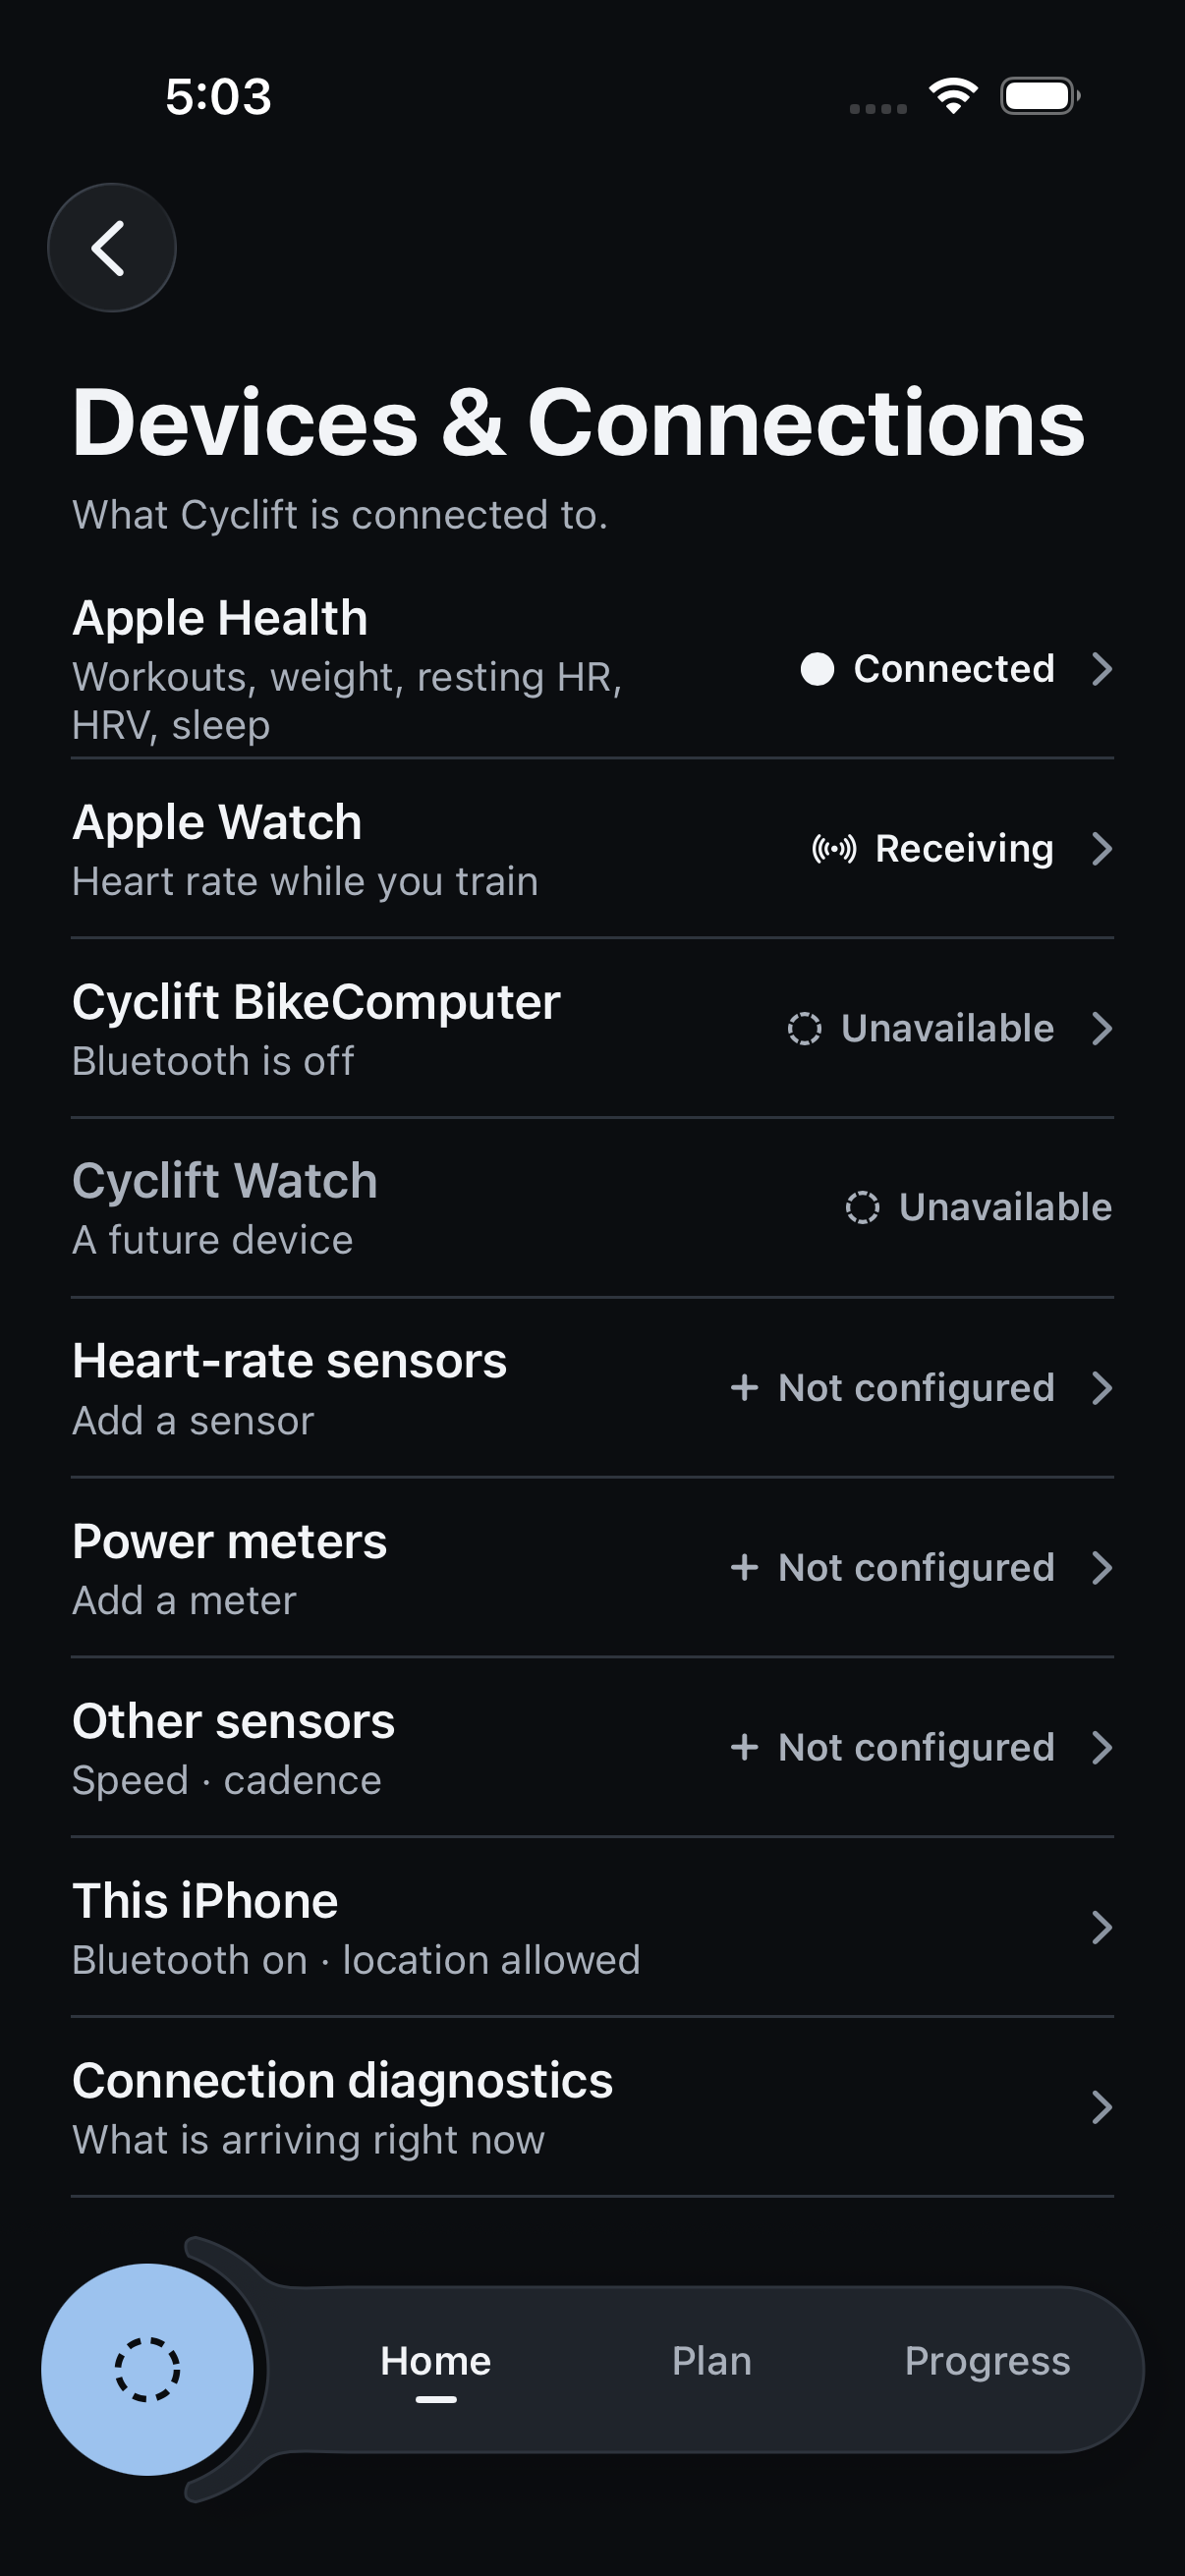 5:03
Devices & Connections
What Cyclift is connected to.
Apple Health
Workouts, weight, resting HR,
HRV, sleep
Connected
Apple Watch
Heart rate while you train
Receiving
Cyclift BikeComputer
Bluetooth is off
Unavailable
Cyclift Watch
A future device
Unavailable
Heart-rate sensors
Add a sensor
+ Not configured
Power meters
Add a meter
+ Not configured
Other sensors
Speed · cadence
+ Not configured
This iPhone
Bluetooth on · location allowed
Connection diagnostics
What is arriving right now
Home Plan Progress